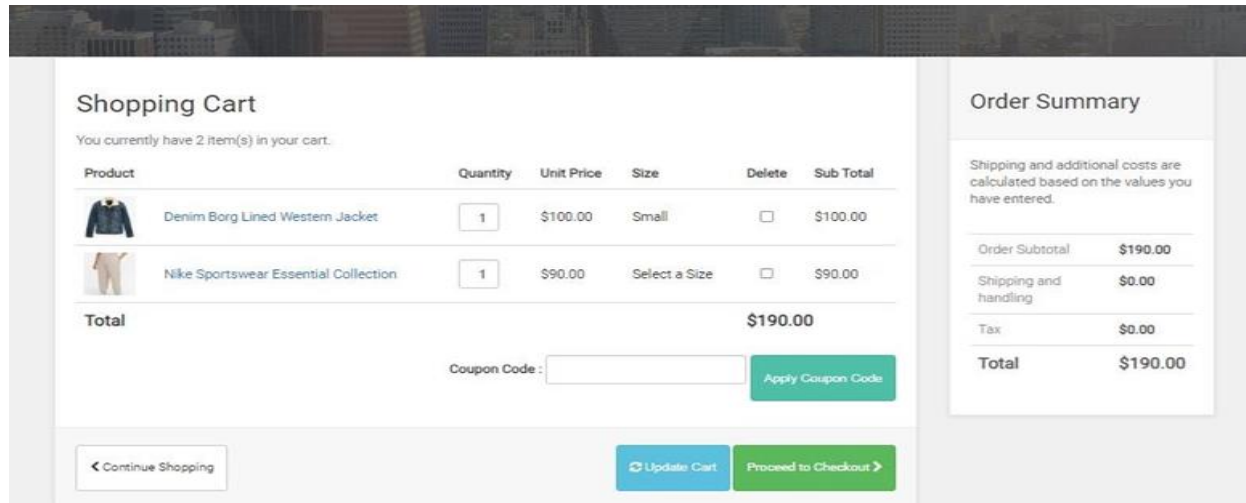 Shopping Cart
You currently have 2 item(s) in your cart.
Product Quantity Unit Price Size Delete Sub Total
Denim Borg Lined Western Jacket 1 $100.00 Small $100.00
Nike Sportswear Essential Collection 1 $90.00 Select a Size $90.00
Total $190.00
Coupon Code : Apply Coupon Code
Continue Shopping Update Cart Proceed to Checkout
Order Summary
Shipping and additional costs are
calculated based on the values you
have entered.
Order Subtotal $190.00
Shipping and $0.00
handling
Tax $0.00
Total $190.00